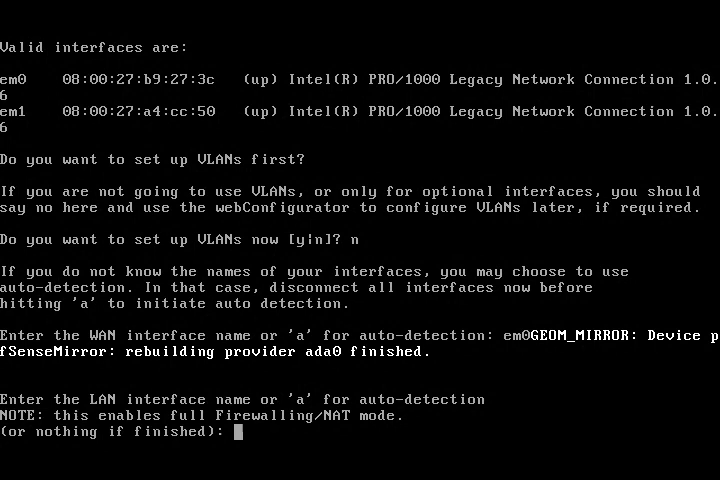 Valid interfaces are:
em0    08:00:27:b9:27:3c   (up) Intel(R) PRO/1000 Legacy Network Connection 1.0.
6
em1    08:00:27:a4:cc:50   (up) Intel(R) PRO/1000 Legacy Network Connection 1.0.
6
Do you want to set up VLANs first?
If you are not going to use VLANs, or only for optional interfaces, you should
say no here and use the webConfigurator to configure VLANs later, if required.
Do you want to set up VLANs now [y|n]? n
If you do not know the names of your interfaces, you may choose to use
auto-detection. In that case, disconnect all interfaces now before
hitting 'a' to initiate auto detection.
Enter the WAN interface name or 'a' for auto-detection: em0GEOM_MIRROR: Device p
fSenseMirror: rebuilding provider ada0 finished.
Enter the LAN interface name or 'a' for auto-detection
NOTE: this enables full Firewalling/NAT mode.
(or nothing if finished):